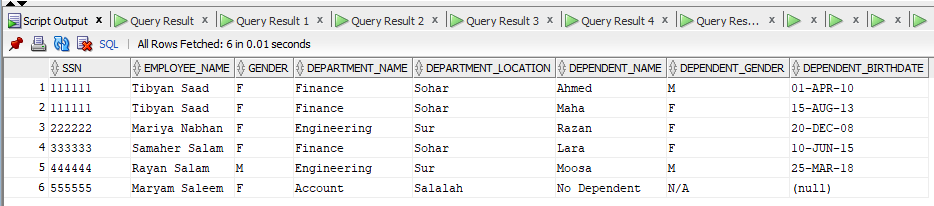 Script Output x Query Result x Query Result 1 x Query Result 2 x Query Result 3 x Query Result 4 x Query Res... x x x x
SQL | All Rows Fetched: 6 in 0.01 seconds
SSN EMPLOYEE_NAME GENDER DEPARTMENT_NAME DEPARTMENT_LOCATION DEPENDENT_NAME DEPENDENT_GENDER DEPENDENT_BIRTHDATE
1 111111 Tibyan Saad F Finance Sohar Ahmed M 01-APR-10
2 111111 Tibyan Saad F Finance Sohar Maha F 15-AUG-13
3 222222 Mariya Nabhan F Engineering Sur Razan F 20-DEC-08
4 333333 Samaher Salam F Finance Sohar Lara F 10-JUN-15
5 444444 Rayan Salam M Engineering Sur Moosa M 25-MAR-18
6 555555 Maryam Saleem F Account Salalah No Dependent N/A (null)